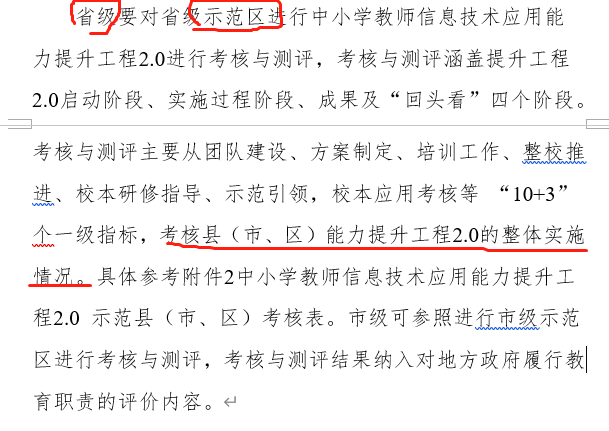 省级要对省级示范区进行中小学教师信息技术应用能
力提升工程2.0进行考核与测评，考核与测评涵盖提升工程
2.0启动阶段、实施过程阶段、成果及“回头看”四个阶段。
考核与测评主要从团队建设、方案制定、培训工作、整校推
进、校本研修指导、示范引领，校本应用考核等 “10+3”
个一级指标，考核县（市、区）能力提升工程2.0的整体实施
情况。具体参考附件2中小学教师信息技术应用能力提升工
程2.0 示范县（市、区）考核表。市级可参照进行市级示范
区进行考核与测评，考核与测评结果纳入对地方政府履行教
育职责的评价内容。